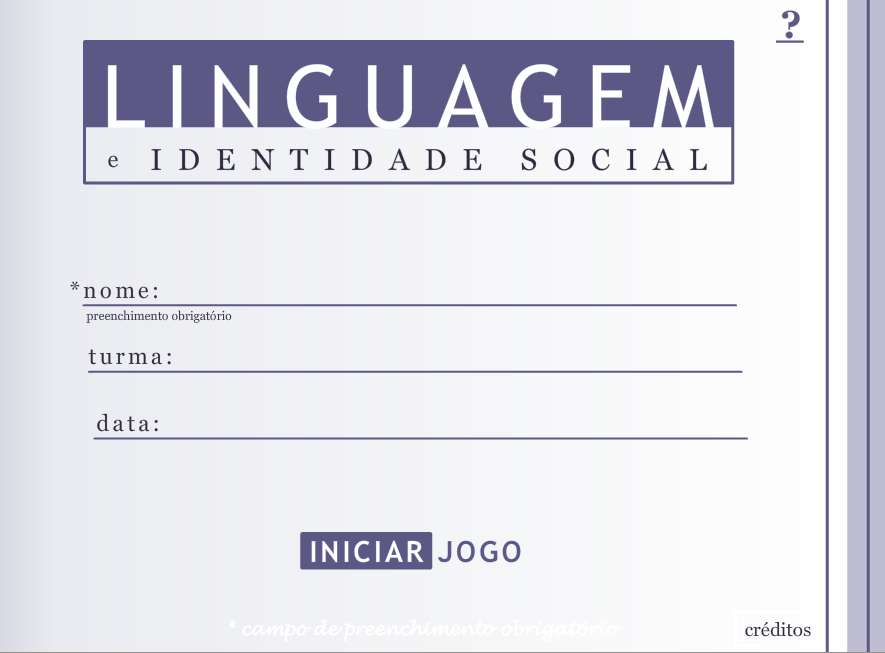 ?
LINGUAGEM
e IDENTIDADE SOCIAL
*nome:
preenchimento obrigatório
turma:
data:
INICIAR JOGO
* campo de preenchimento obrigatório
créditos